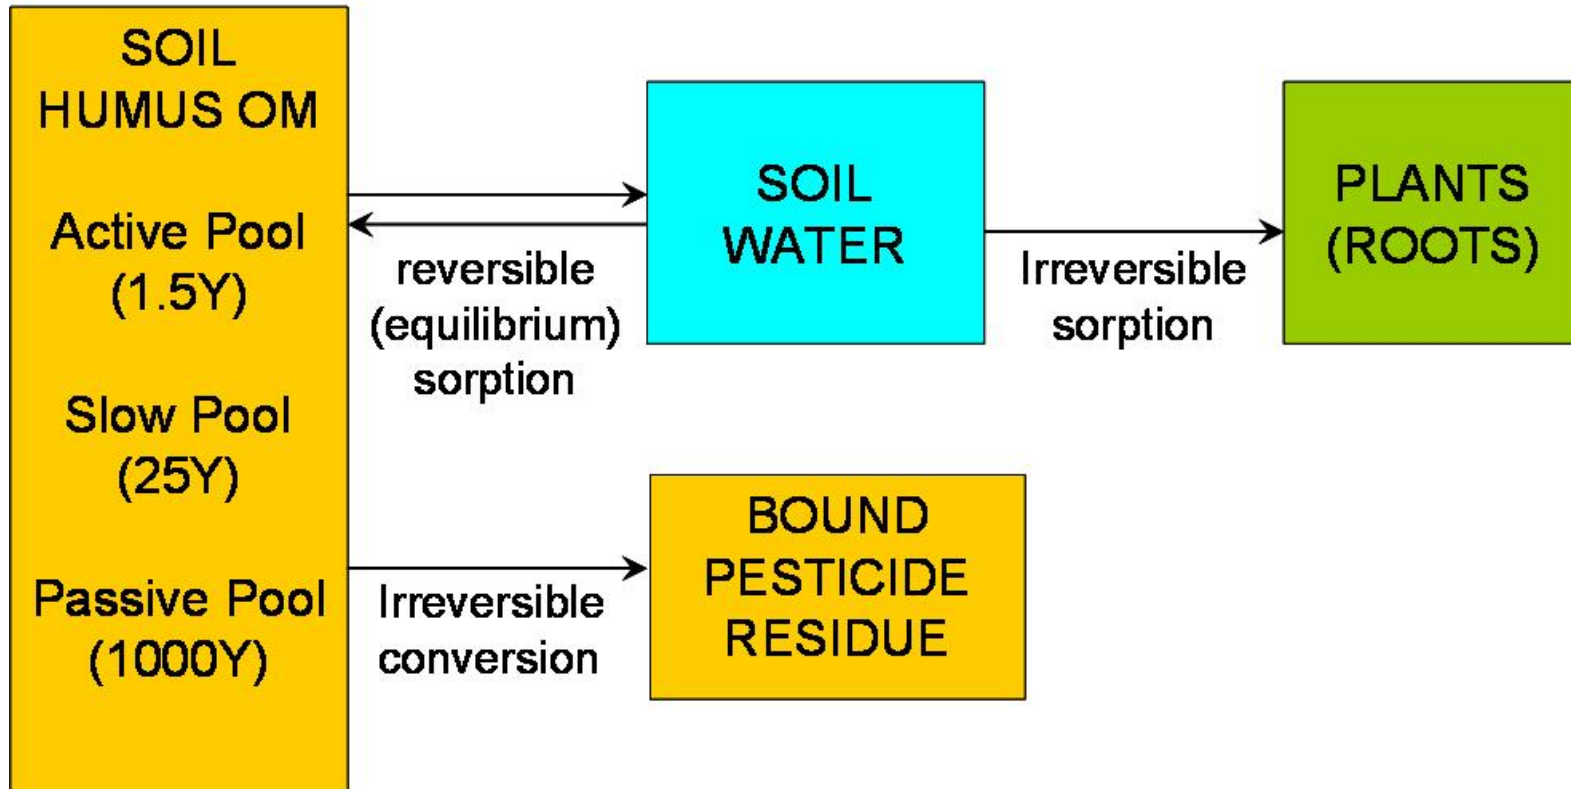 SOIL
HUMUS OM
Active Pool
(1.5Y)
Slow Pool
(25Y)
Passive Pool
(1000Y)
reversible
(equilibrium)
sorption
SOIL
WATER
Irreversible
sorption
PLANTS
(ROOTS)
Irreversible
conversion
BOUND
PESTICIDE
RESIDUE